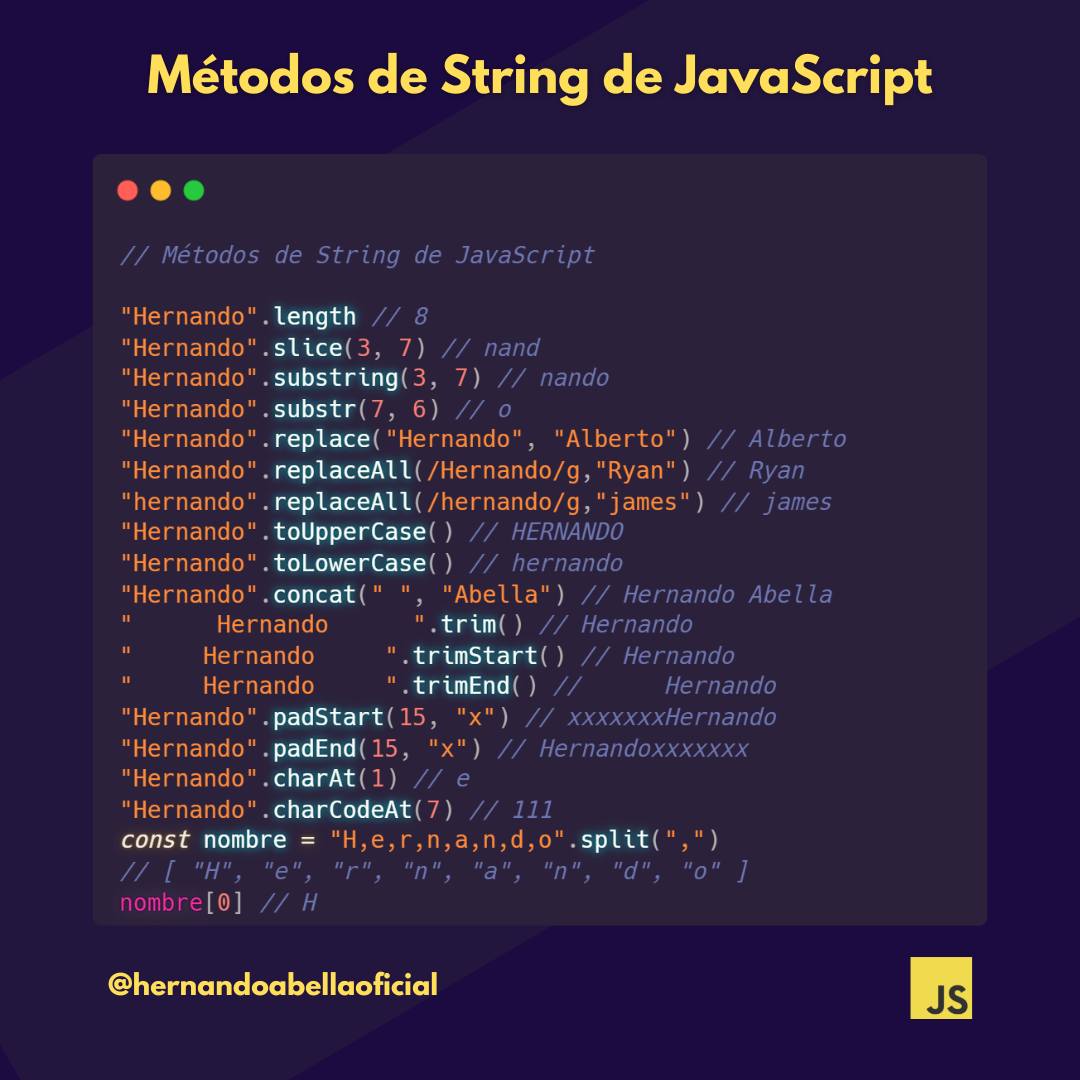 Métodos de String de JavaScript
// Métodos de String de JavaScript
"Hernando".length // 8
"Hernando".slice(3, 7) // nand
"Hernando".substring(3, 7) // nando
"Hernando".substr(7, 6) // o
"Hernando".replace("Hernando", "Alberto") // Alberto
"Hernando".replaceAll(/Hernando/g,"Ryan") // Ryan
"hernando".replaceAll(/hernando/g,"james") // james
"Hernando".toUpperCase() // HERNANDO
"Hernando".toLowerCase() // hernando
"Hernando".concat(" ", "Abella") // Hernando Abella
"      Hernando      ".trim() // Hernando
"     Hernando     ".trimStart() // Hernando
"     Hernando     ".trimEnd() //      Hernando
"Hernando".padStart(15, "x") // xxxxxxxHernando
"Hernando".padEnd(15, "x") // Hernandoxxxxxxx
"Hernando".charAt(1) // e
"Hernando".charCodeAt(7) // 111
const nombre = "H,e,r,n,a,n,d,o".split(",")
// [ "H", "e", "r", "n", "a", "n", "d", "o" ]
nombre[0] // H
@hernandoabellaoficial
JS